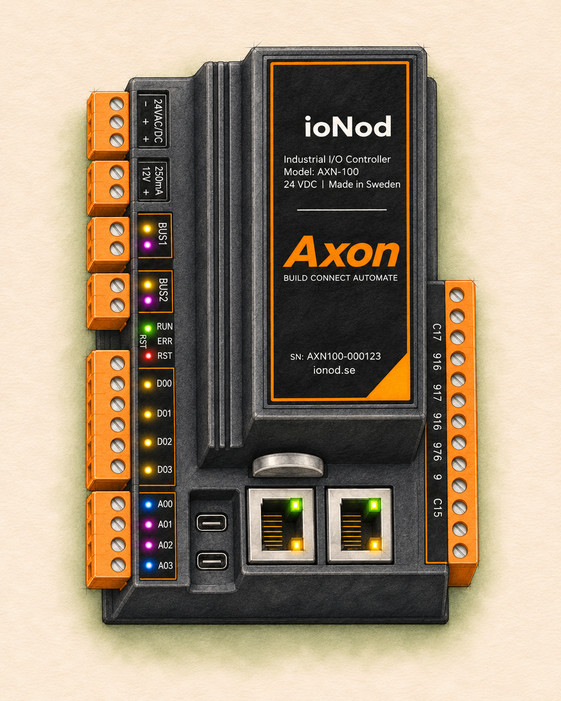 ioNod
Industrial I/O Controller
Model: AXN-100
24 VDC | Made in Sweden
Axon
BUILD CONNECT AUTOMATE
SN: AXN100-000123
ionod.se
24VAC/DC
- + +
250mA
12V +
BUS1
BUS2
RUN
ERR
RST
RST
D00
D01
D02
D03
A00
A01
A02
A03
C17
916
917
916
976
9
C15